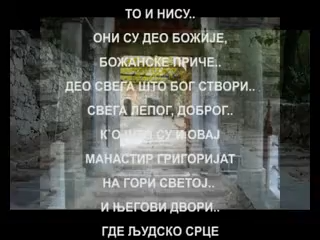 ТО И НИСУ..
ОНИ СУ ДЕО БОЖИЈЕ,
БОЖАНСКЕ ПРИЧЕ..
ДЕО СВЕГА ШТО БОГ СТВОРИ..
СВЕГА ЛЕПОГ, ДОБРОГ..
К'О ШТО СУ И ОВАЈ
МАНАСТИР ГРИГОРИЈАТ
НА ГОРИ СВЕТОЈ..
И ЊЕГОВИ ДВОРИ..
ГДЕ ЉУДСКО СРЦЕ